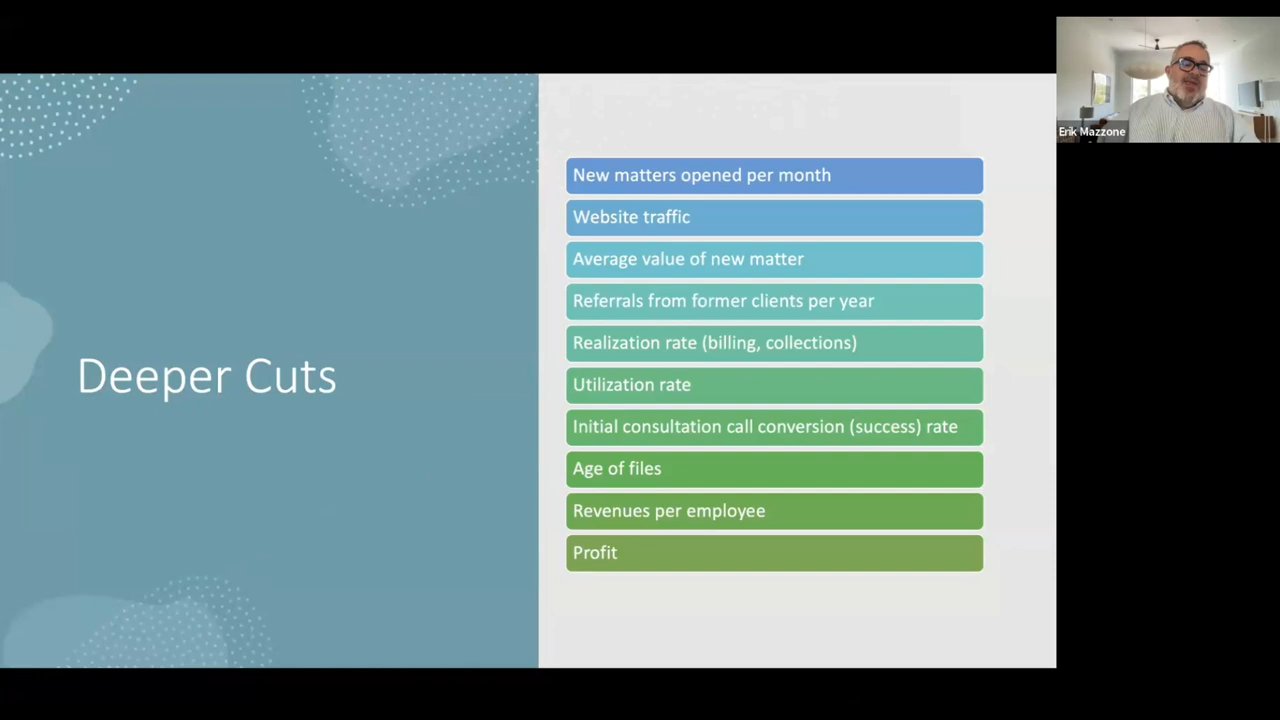 Deeper Cuts
New matters opened per month
Website traffic
Average value of new matter
Referrals from former clients per year
Realization rate (billing, collections)
Utilization rate
Initial consultation call conversion (success) rate
Age of files
Revenues per employee
Profit
Erik Mazzone